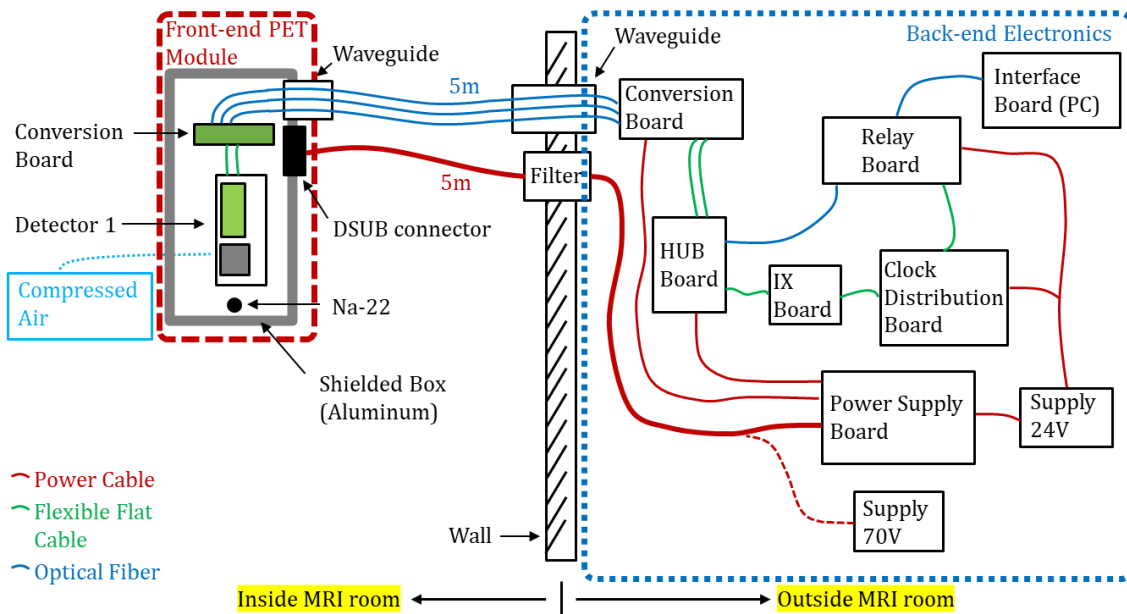 Front-end PET
Module
Waveguide
5m
Waveguide
Back-end Electronics
Conversion
Board
Interface
Board (PC)
Conversion
Board
Relay
Board
5m
Filter
Detector 1
DSUB connector
HUB
Board
IX
Board
Clock
Distribution
Board
Compressed
Air
Na-22
Shielded Box
(Aluminum)
Power Supply
Board
Supply
24V
Supply
70V
Power Cable
Flexible Flat
Cable
Optical Fiber
Wall
Inside MRI room
Outside MRI room